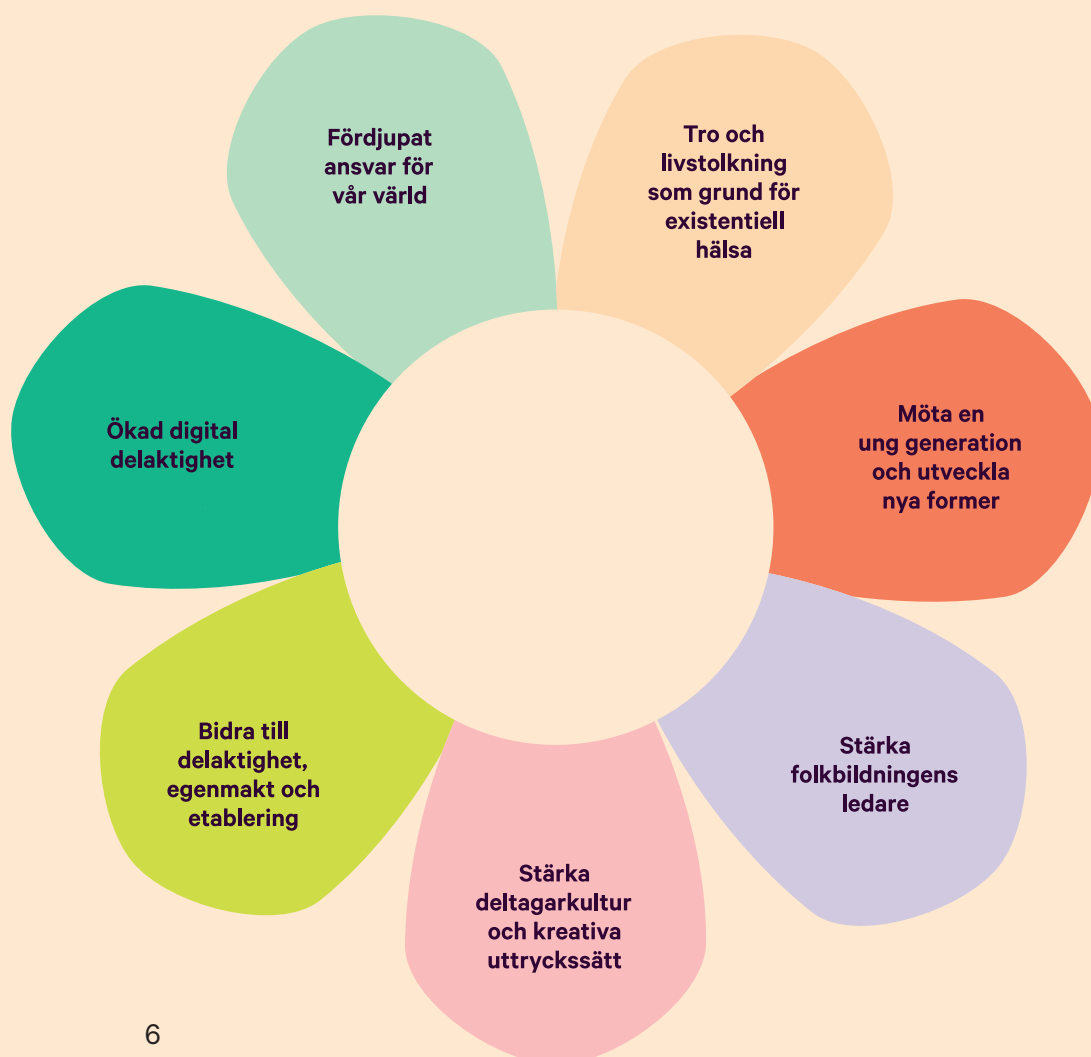 Fördjupat
ansvar för
vår värld
Tro och
livstolkning
som grund för
existentiell
hälsa
Ökad digital
delaktighet
Möta en
ung generation
och utveckla
nya former
Bidra till
delaktighet,
egenmakt och
etablering
Stärka
folkbildningens
ledare
Stärka
deltagarkultur
och kreativa
uttryckssätt
6